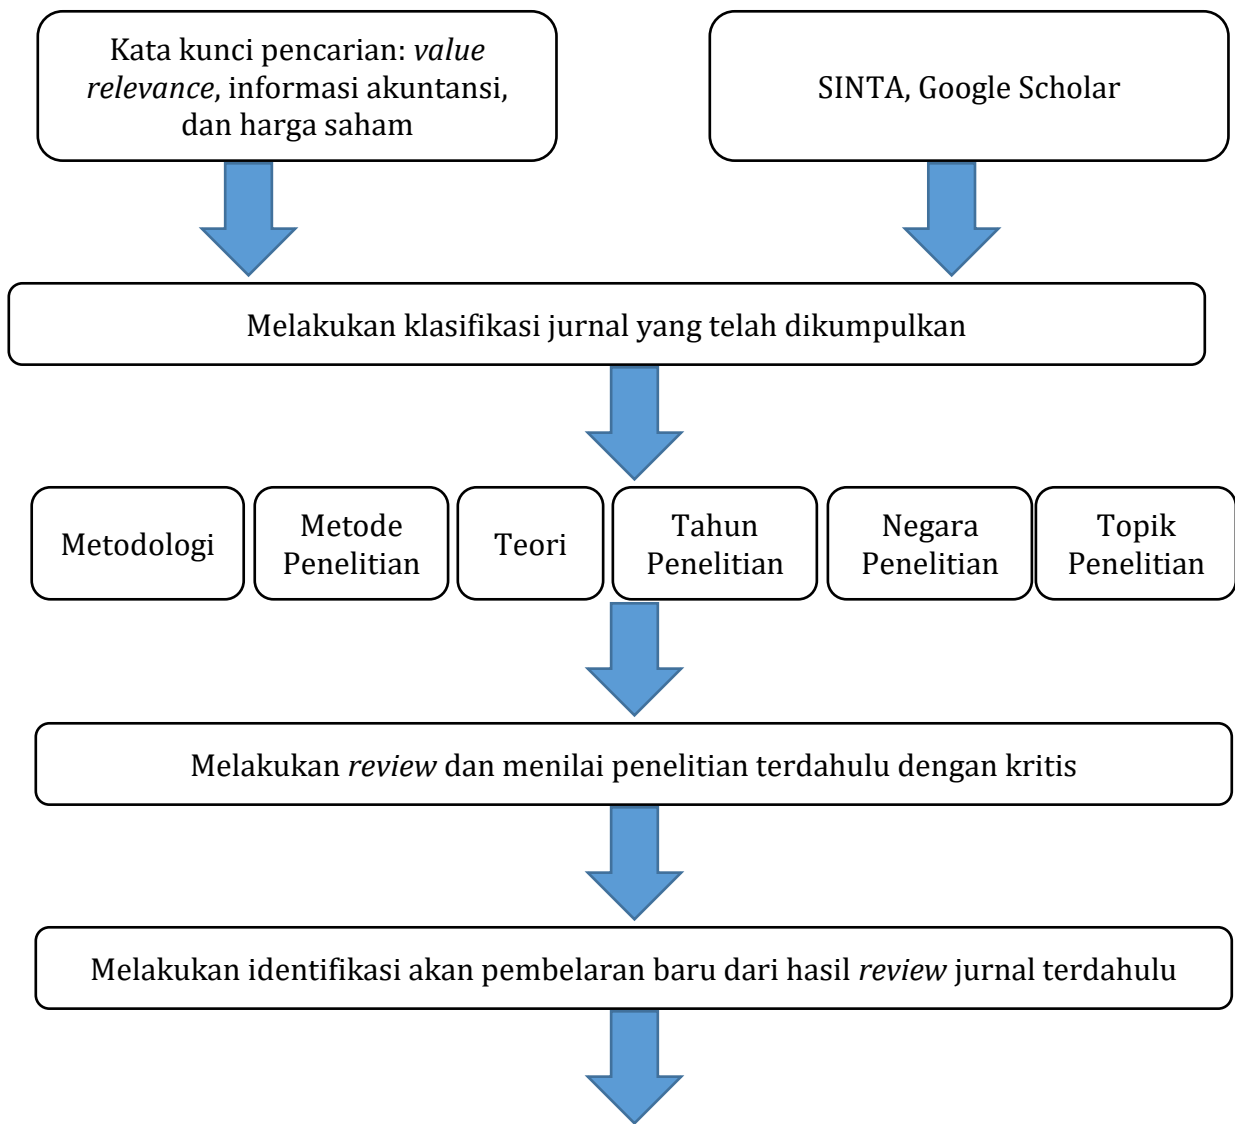 Kata kunci pencarian: value
relevance, informasi akuntansi,
dan harga saham
SINTA, Google Scholar
Melakukan klasifikasi jurnal yang telah dikumpulkan
Metodologi
Metode
Penelitian
Teori
Tahun
Penelitian
Negara
Penelitian
Topik
Penelitian
Melakukan review dan menilai penelitian terdahulu dengan kritis
Melakukan identifikasi akan pembelaran baru dari hasil review jurnal terdahulu